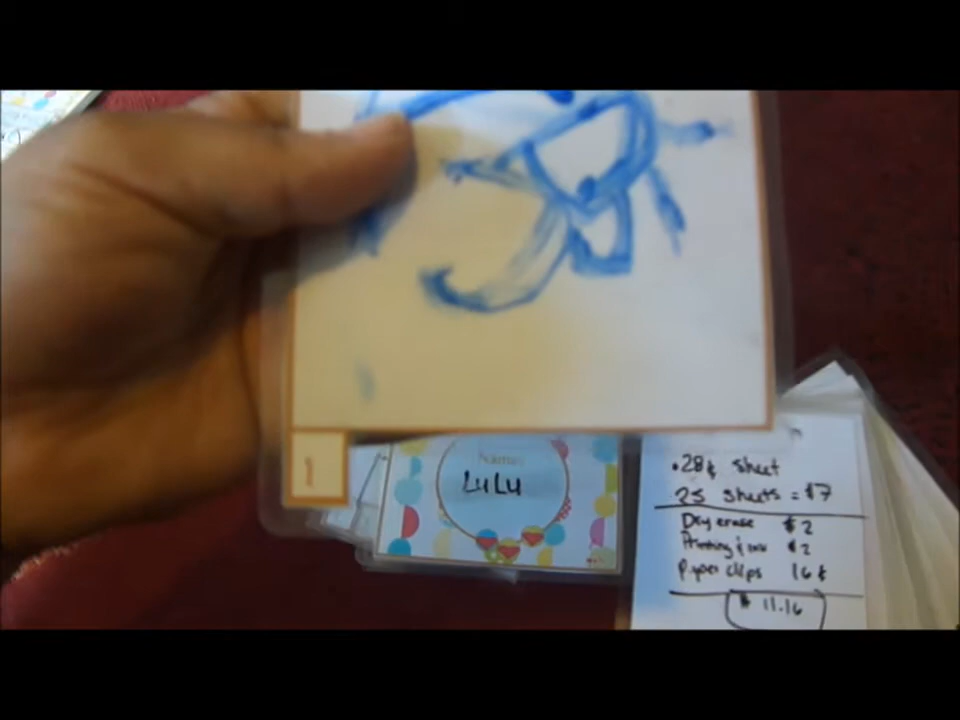 1
Name:
LULU
.28¢ sheet
25 sheets = $7
Dry erase $2
Printing & ink $2
Paper clips 16¢
$ 11.16